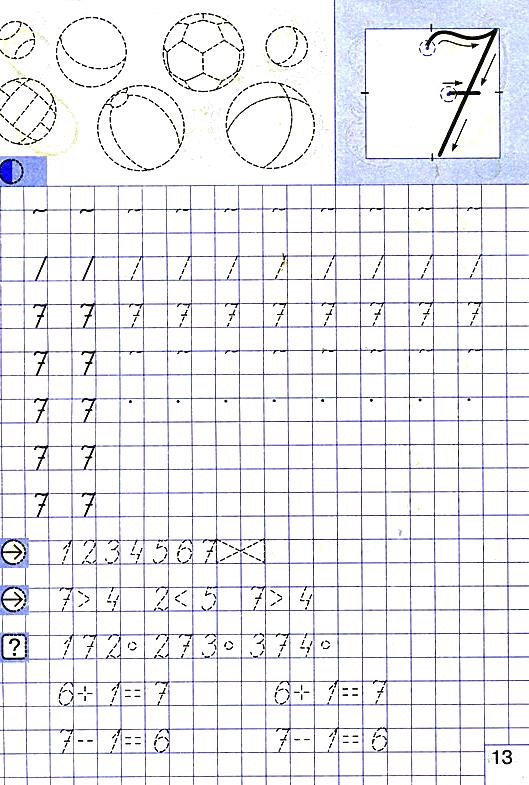 7
~ ~ ~ ~ ~ ~ ~ ~ ~ ~
/ / / / / / / / / /
7 7 7 7 7 7 7 7 7 7
7 7 ~ ~ ~ ~ ~ ~ ~ ~
7 7 . . . . . . . .
7 7
7 7
1 2 3 4 5 6 7
7 > 4 2 < 5 7 > 4
? 1 7 2 ∘ 2 7 3 ∘ 3 7 4 ∘
6 + 1 = 7 6 + 1 = 7
7 - 1 = 6 7 - 1 = 6
13